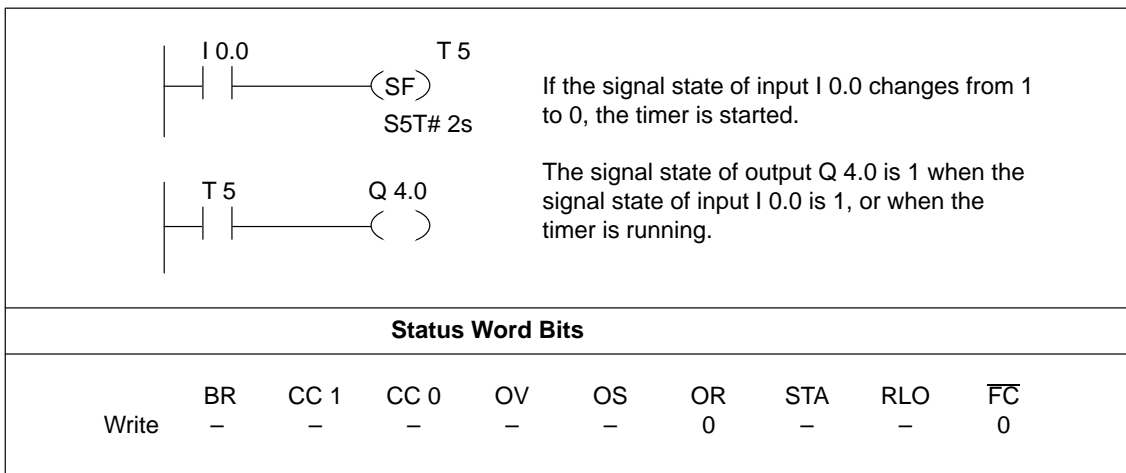 I 0.0 T 5
(SF)
S5T# 2s
If the signal state of input I 0.0 changes from 1
to 0, the timer is started.
T 5 Q 4.0
( )
The signal state of output Q 4.0 is 1 when the
signal state of input I 0.0 is 1, or when the
timer is running.
Status Word Bits
BR CC 1 CC 0 OV OS OR STA RLO F̅C̅
Write – – – – – 0 – – 0